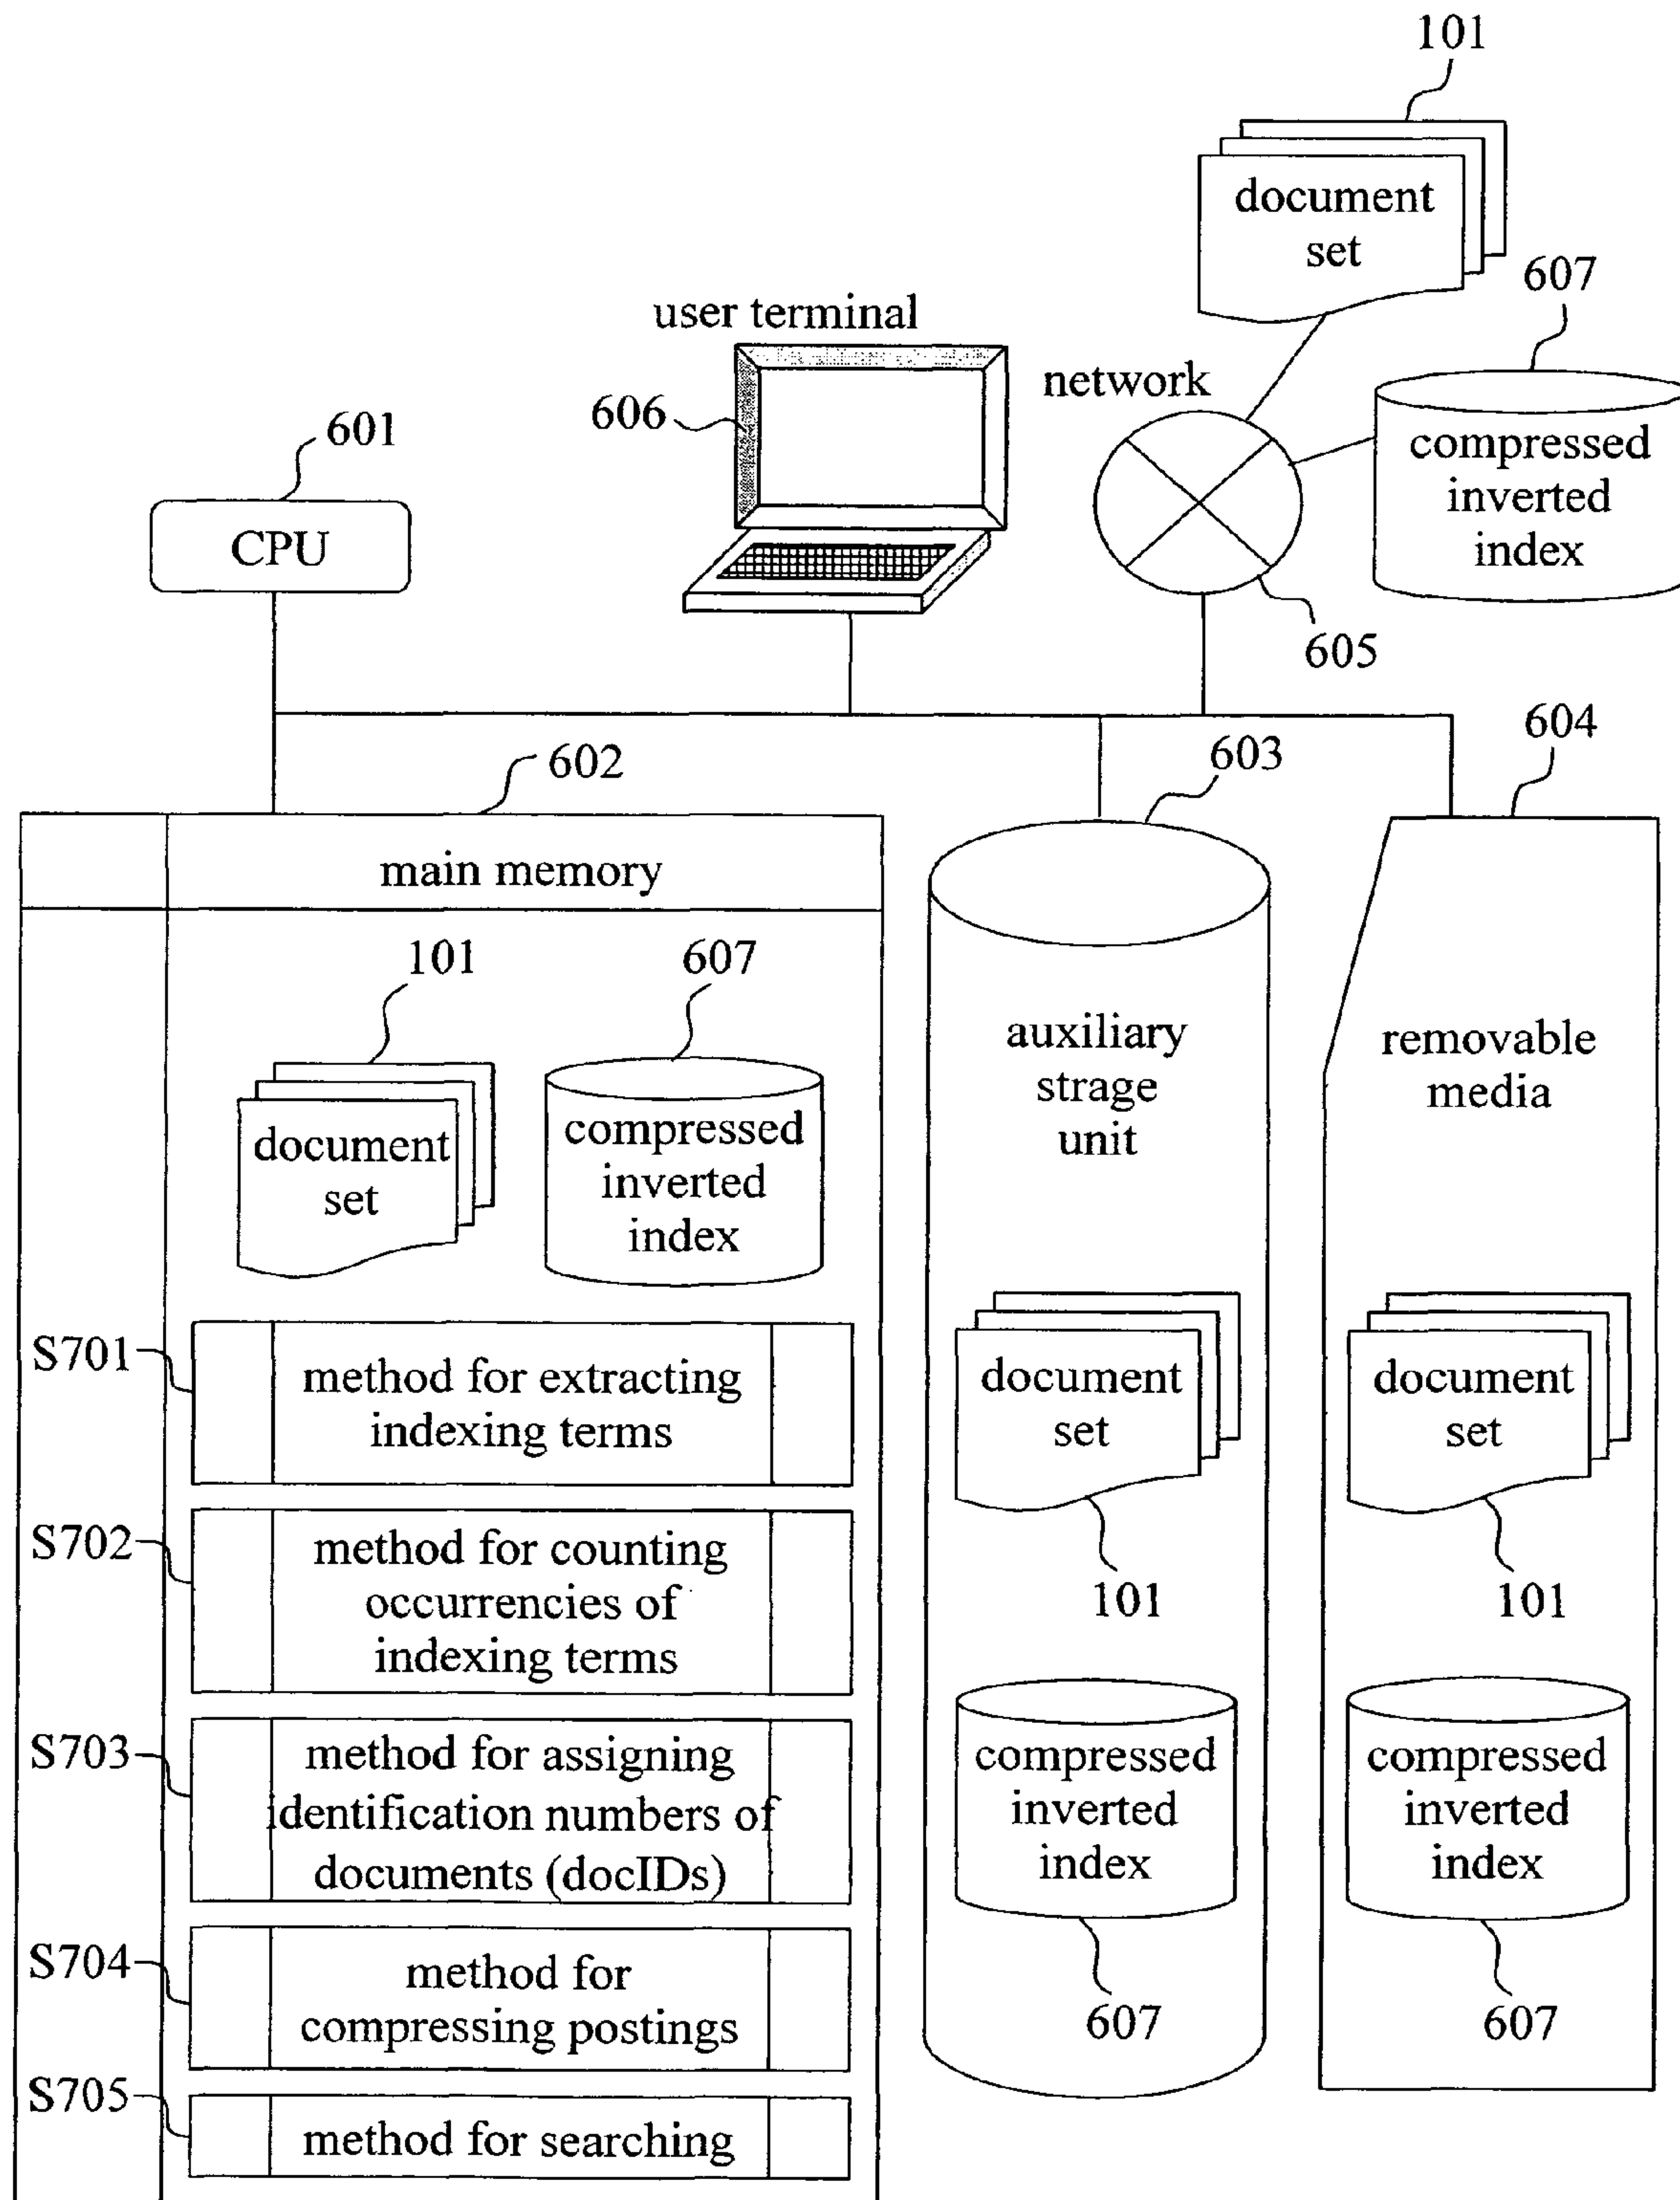 101
document
set
607
user terminal
network
606
601
compressed
inverted
index
CPU
605
604
603
602
main memory
101
607
auxiliary
strage
unit
removable
media
document
set
compressed
inverted
index
S701
method for extracting
indexing terms
document
set
document
set
S702
method for counting
occurrencies of
indexing terms
101
101
S703
method for assigning
identification numbers of
documents (docIDs)
compressed
inverted
index
compressed
inverted
index
S704
method for
compressing postings
607
607
S705
method for searching